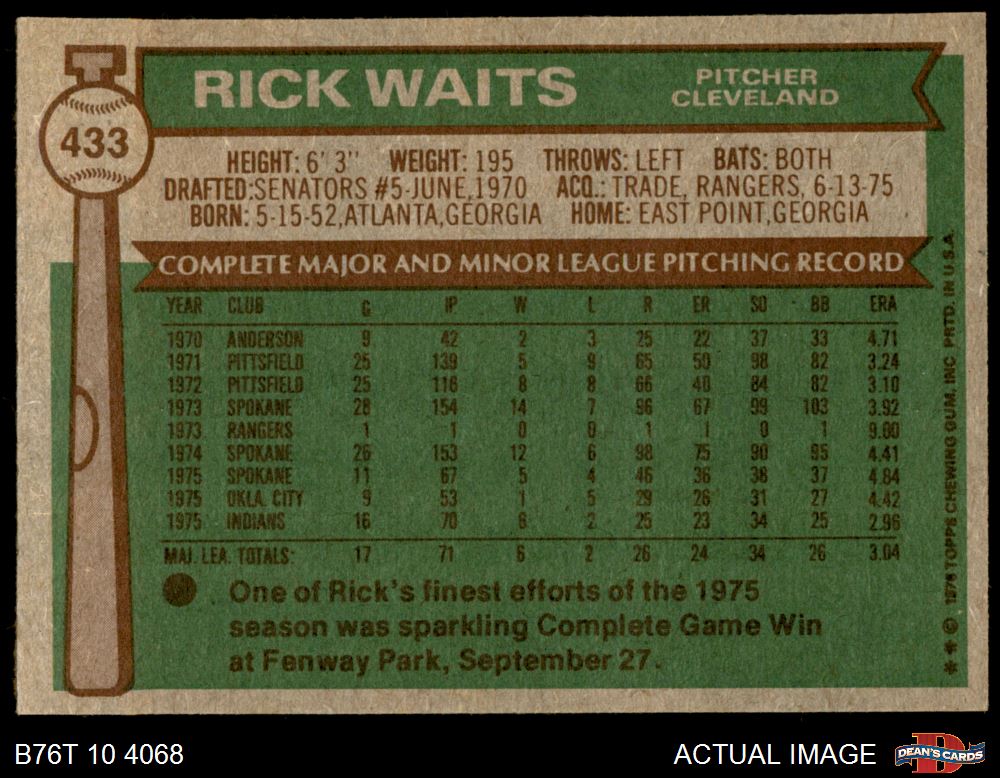 433
RICK WAITS
PITCHER
CLEVELAND
HEIGHT: 6' 3" WEIGHT: 195 THROWS: LEFT BATS: BOTH
DRAFTED: SENATORS #5-JUNE, 1970 ACQ.: TRADE, RANGERS, 6-13-75
BORN: 5-15-52, ATLANTA, GEORGIA HOME: EAST POINT, GEORGIA
COMPLETE MAJOR AND MINOR LEAGUE PITCHING RECORD
YEAR CLUB G IP W L R ER SO BB ERA
1970 ANDERSON 9 42 2 3 25 22 37 33 4.71
1971 PITTSFIELD 25 139 5 9 65 50 98 82 3.24
1972 PITTSFIELD 25 116 8 8 66 40 84 82 3.10
1973 SPOKANE 28 154 14 7 96 67 99 103 3.92
1973 RANGERS 1 1 0 0 1 1 0 1 9.00
1974 SPOKANE 26 153 12 6 98 75 90 95 4.41
1975 SPOKANE 11 67 5 4 46 36 38 37 4.84
1975 OKLA. CITY 9 53 1 5 29 26 31 27 4.42
1975 INDIANS 16 70 6 2 25 23 34 25 2.96
MAJ. LEA. TOTALS: 17 71 6 2 26 24 34 26 3.04
One of Rick's finest efforts of the 1975
season was sparkling Complete Game Win
at Fenway Park, September 27.
** © 1976 TOPPS CHEWING GUM, INC PRTD. IN U.S.A.
B76T 10 4068
ACTUAL IMAGE
DEAN'S CARDS